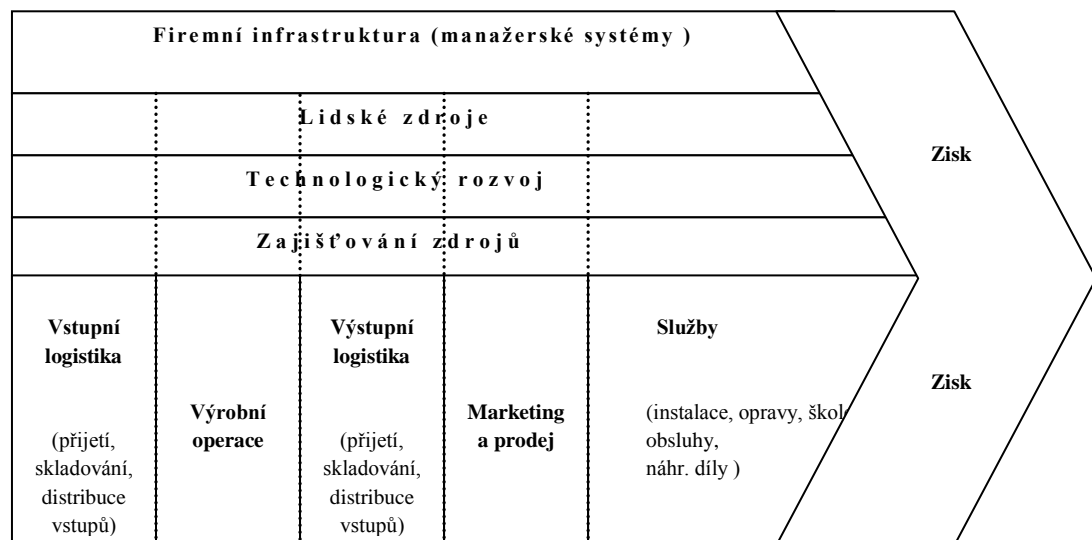 Firemní infrastruktura (manažerské systémy )
Lidské zdroje
Technologický rozvoj
Zajišťování zdrojů
Zisk
Vstupní
logistika
(přijetí,
skladování,
distribuce
vstupů)
Výrobní
operace
Výstupní
logistika
(přijetí,
skladování,
distribuce
vstupů)
Marketing
a prodej
Služby
(instalace, opravy,
obsluhy,
náhr. díly )
Zisk